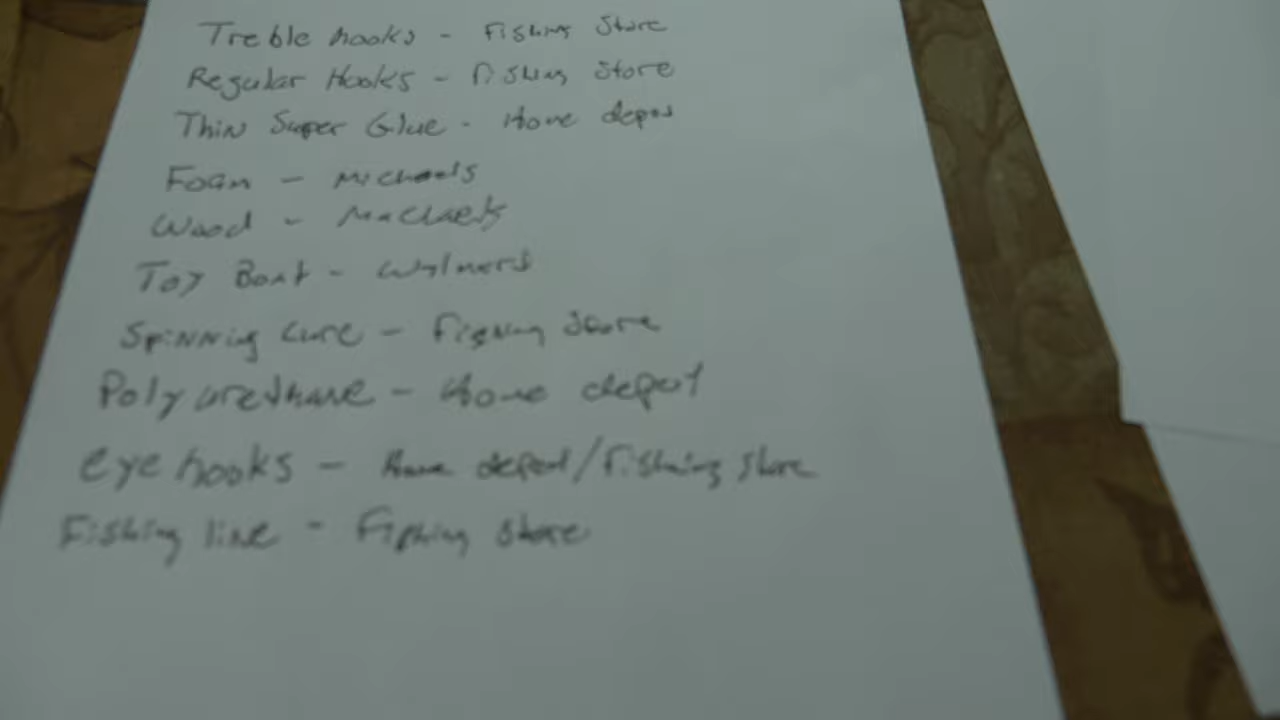 Treble hooks - Fishing Store
Regular Hooks - Fishing Store
Thin Super Glue - Home depot
Foam - Michaels
Wood - Michaels
Toy Boat -
Spinning Lure - Fishing Store
Polyurethane - Home depot
eye hooks - Home depot/fishing store
Fishing line - Fishing store